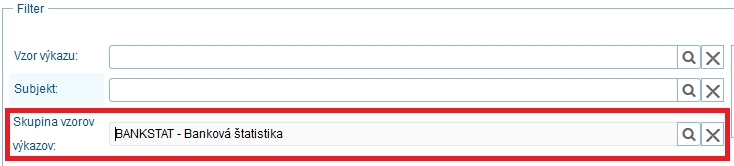 Filter
Vzor výkazu:
Subjekt:
Skupina vzorov
výkazov:
BANKSTAT - Banková štatistika